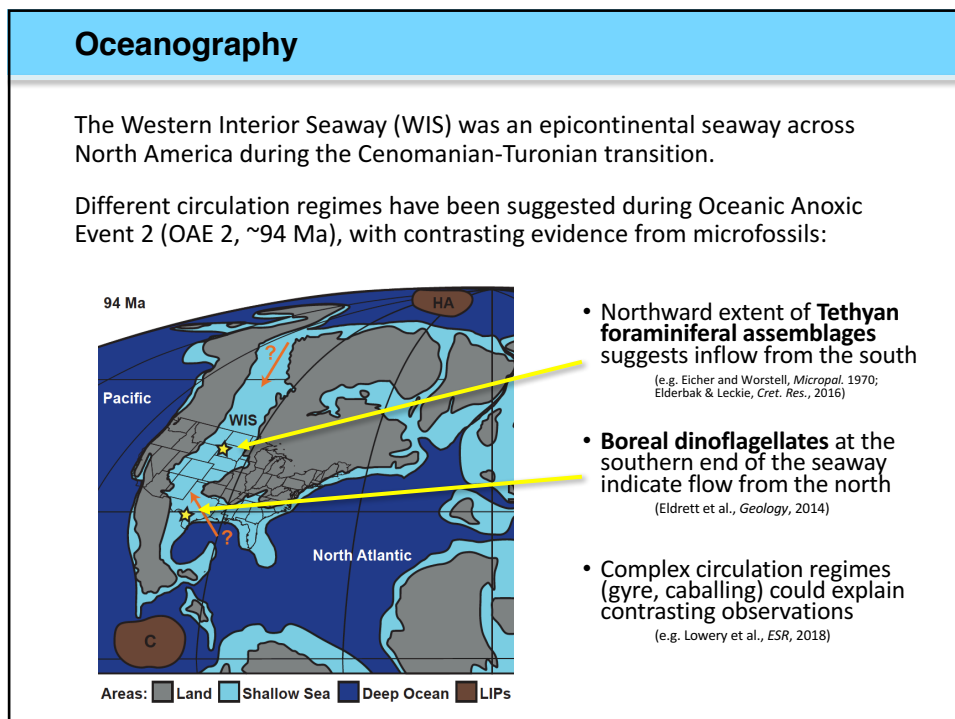 Oceanography
The Western Interior Seaway (WIS) was an epicontinental seaway across
North America during the Cenomanian-Turonian transition.
Different circulation regimes have been suggested during Oceanic Anoxic
Event 2 (OAE 2, ~94 Ma), with contrasting evidence from microfossils:
94 Ma
HA
?
Pacific
WIS
?
North Atlantic
C
Areas: Land Shallow Sea Deep Ocean LIPs
• Northward extent of Tethyan
foraminiferal assemblages
suggests inflow from the south
(e.g. Eicher and Worstell, Micropal. 1970;
Elderbak & Leckie, Cret. Res., 2016)
• Boreal dinoflagellates at the
southern end of the seaway
indicate flow from the north
(Eldrett et al., Geology, 2014)
• Complex circulation regimes
(gyre, caballing) could explain
contrasting observations
(e.g. Lowery et al., ESR, 2018)